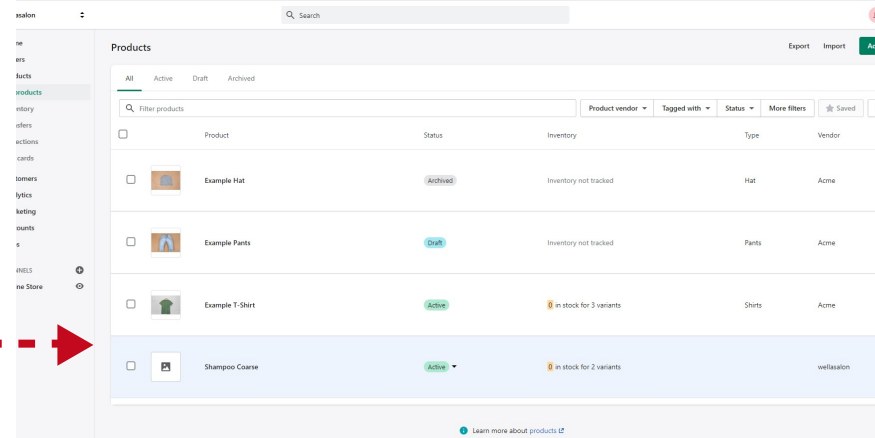 Search
Products
Export Import
All Active Draft Archived
Filter products
Product vendor Tagged with Status More filters Saved
Product Status Inventory Type Vendor
Example Hat Archived Inventory not tracked Hat Acme
Example Pants Draft Inventory not tracked Pants Acme
Example T-Shirt Active 0 in stock for 3 variants Shirts Acme
cards
Store
Shampoo Coarse Active 0 in stock for 2 variants wellasalon
Learn more about products